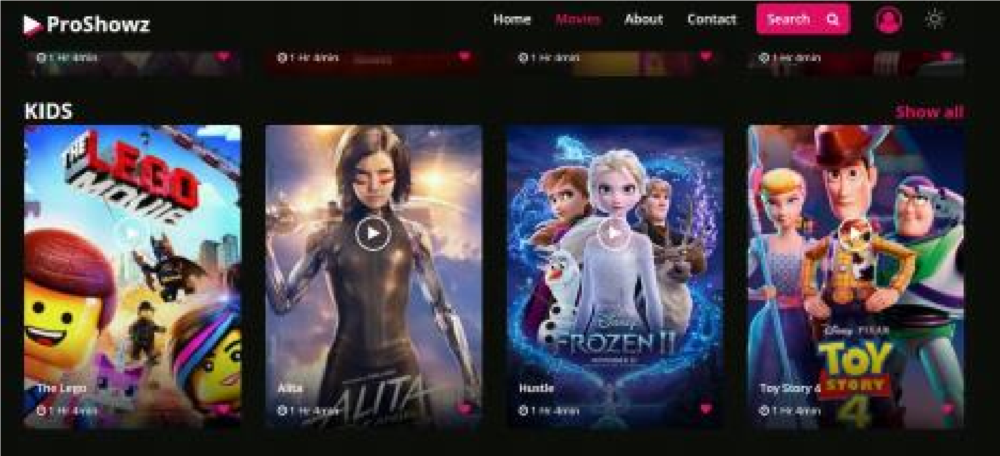 ProShowz
Home Movies About Contact Search
1 Hr 4min
1 Hr 4min
1 Hr 4min
1 Hr 4min
KIDS
Show all
THE
LEGO
MOVIE
The Lego
1 Hr 4min
ALITA
Alita
1 Hr 4min
Disney
FROZEN II
Hustle
1 Hr 4min
Disney PIXAR
TOY
STORY
4
Toy Story 4
1 Hr 4min